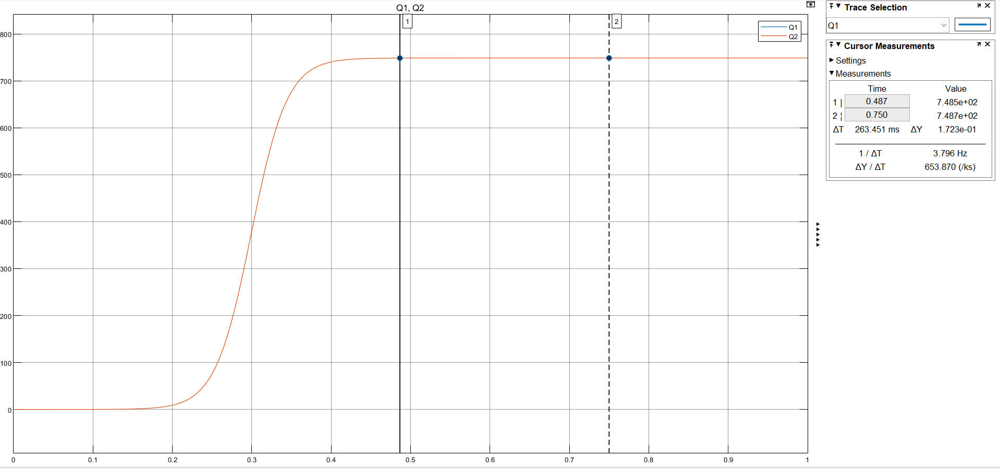 Q1, Q2
1
2
Q1
Q2
800
700
600
500
400
300
200
100
0
0 0.1 0.2 0.3 0.4 0.5 0.6 0.7 0.8 0.9 1
Trace Selection
Q1
Cursor Measurements
Settings
Measurements
Time Value
1 | 0.487 7.485e+02
2 ¦ 0.750 7.487e+02
ΔT 263.451 ms ΔY 1.723e-01
1 / ΔT 3.796 Hz
ΔY / ΔT 653.870 (/ks)